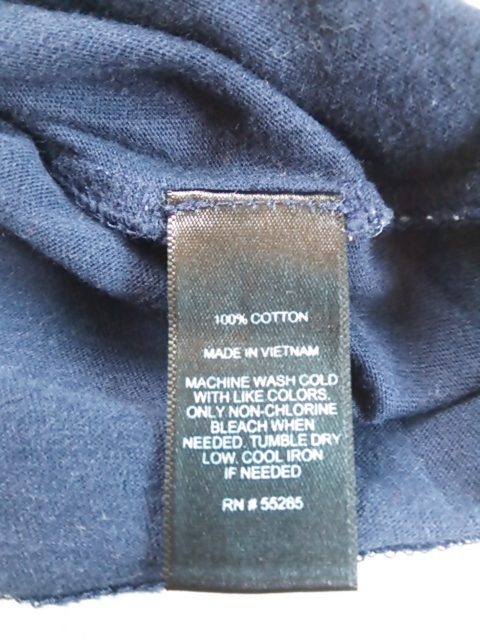 100% COTTON
MADE IN VIETNAM
MACHINE WASH COLD
WITH LIKE COLORS.
ONLY NON-CHLORINE
BLEACH WHEN
NEEDED. TUMBLE DRY
LOW. COOL IRON
IF NEEDED
RN # 55285